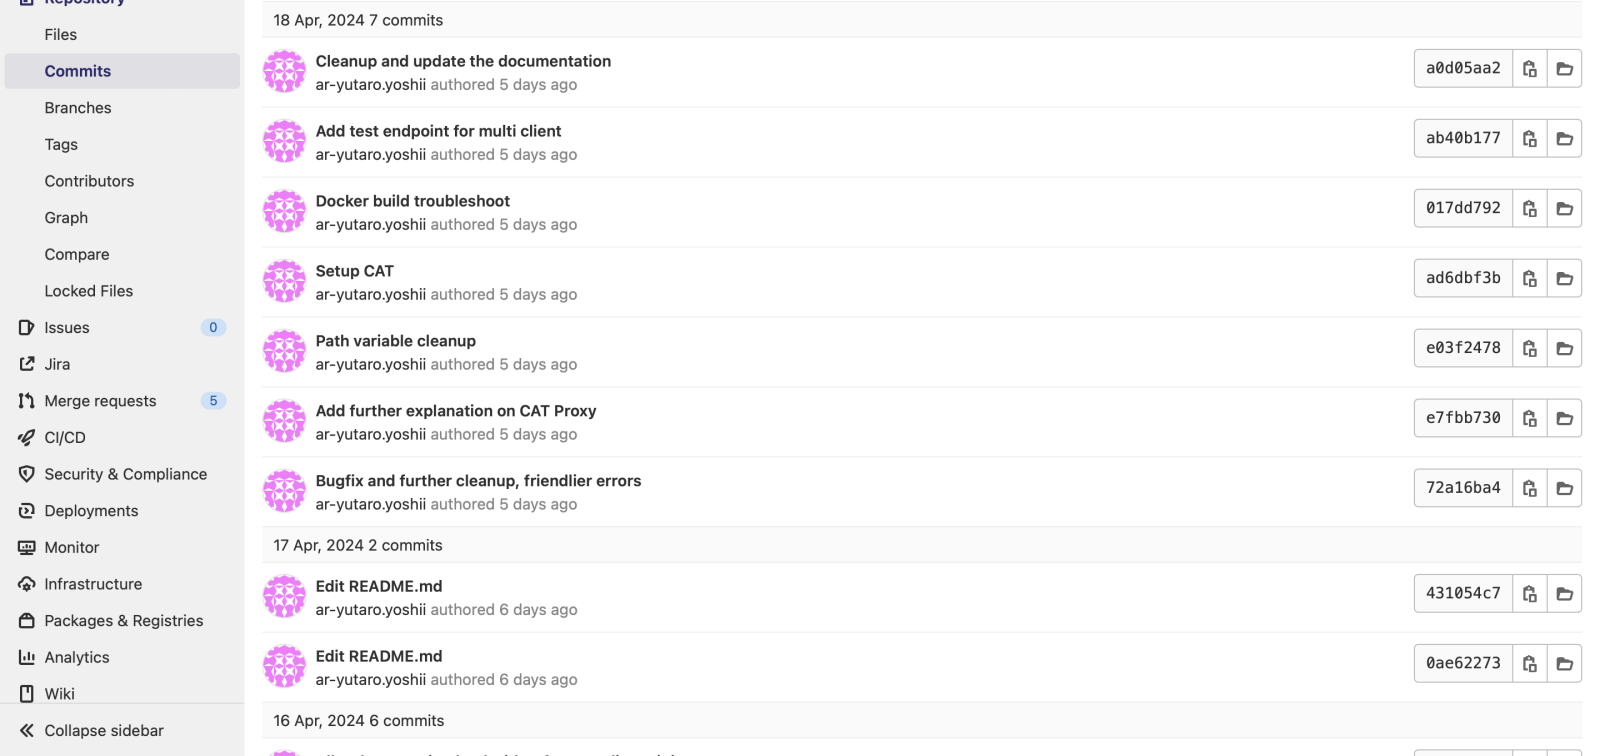 Repository
Files
Commits
Branches
Tags
Contributors
Graph
Compare
Locked Files
Issues 0
Jira
Merge requests 5
CI/CD
Security & Compliance
Deployments
Monitor
Infrastructure
Packages & Registries
Analytics
Wiki
Collapse sidebar
18 Apr, 2024 7 commits
Cleanup and update the documentation
ar-yutaro.yoshii authored 5 days ago
a0d05aa2
Add test endpoint for multi client
ar-yutaro.yoshii authored 5 days ago
ab40b177
Docker build troubleshoot
ar-yutaro.yoshii authored 5 days ago
017dd792
Setup CAT
ar-yutaro.yoshii authored 5 days ago
ad6dbf3b
Path variable cleanup
ar-yutaro.yoshii authored 5 days ago
e03f2478
Add further explanation on CAT Proxy
ar-yutaro.yoshii authored 5 days ago
e7fbb730
Bugfix and further cleanup, friendlier errors
ar-yutaro.yoshii authored 5 days ago
72a16ba4
17 Apr, 2024 2 commits
Edit README.md
ar-yutaro.yoshii authored 6 days ago
431054c7
Edit README.md
ar-yutaro.yoshii authored 6 days ago
0ae62273
16 Apr, 2024 6 commits